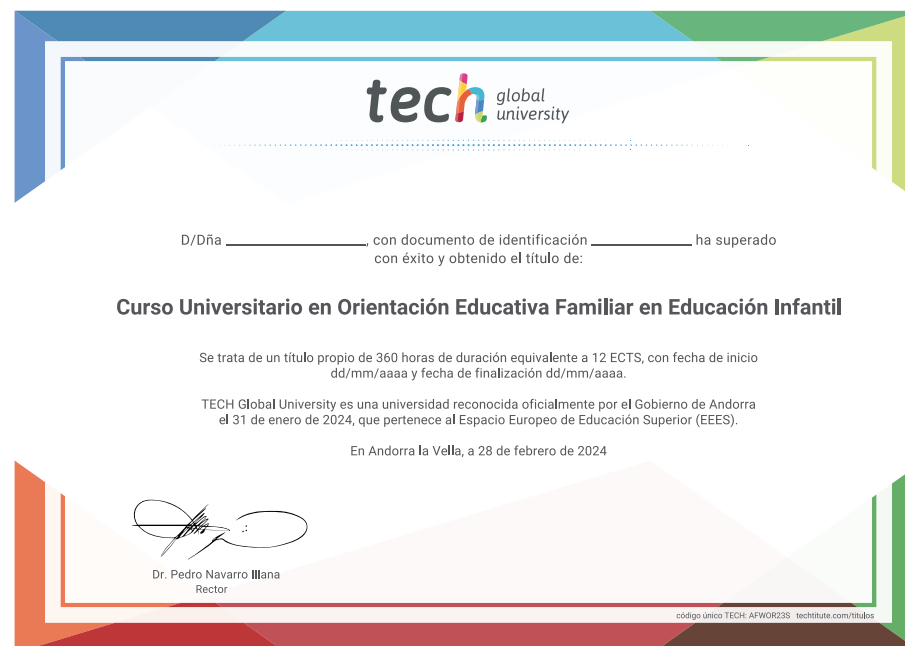 tech global
university
D/Dña ______________, con documento de identificación __________ ha superado
con éxito y obtenido el título de:
Curso Universitario en Orientación Educativa Familiar en Educación Infantil
Se trata de un título propio de 360 horas de duración equivalente a 12 ECTS, con fecha de inicio
dd/mm/aaaa y fecha de finalización dd/mm/aaaa.
TECH Global University es una universidad reconocida oficialmente por el Gobierno de Andorra
el 31 de enero de 2024, que pertenece al Espacio Europeo de Educación Superior (EEES).
En Andorra la Vella, a 28 de febrero de 2024
Dr. Pedro Navarro Illana
Rector
código único TECH: AFWOR23S techtitute.com/titulos